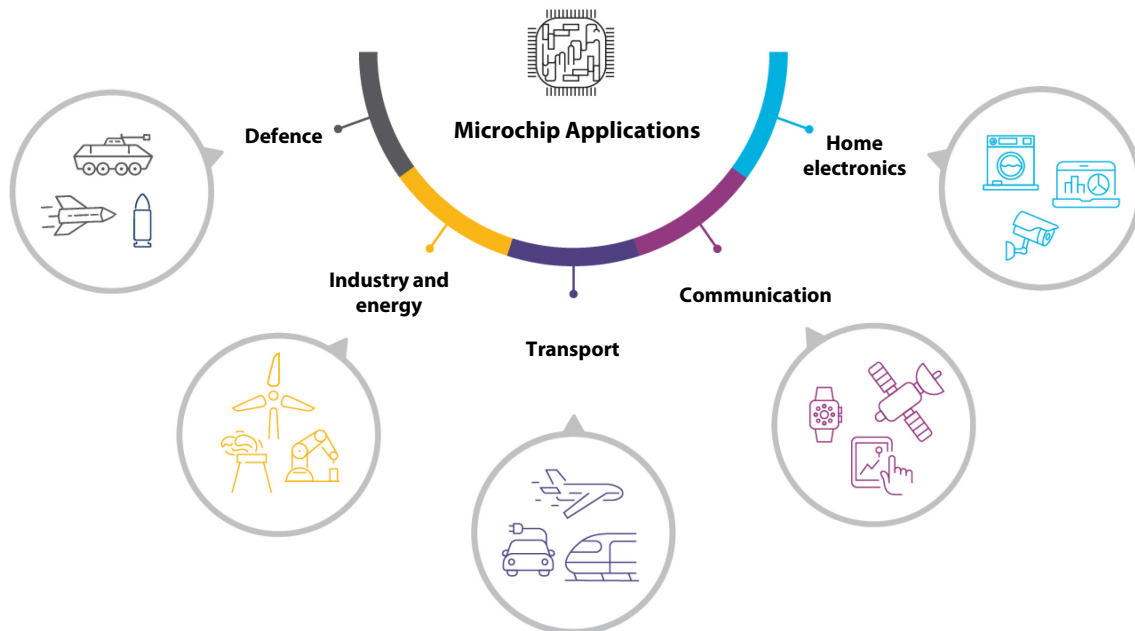 Microchip Applications
Defence
Home
electronics
Industry and
energy
Communication
Transport